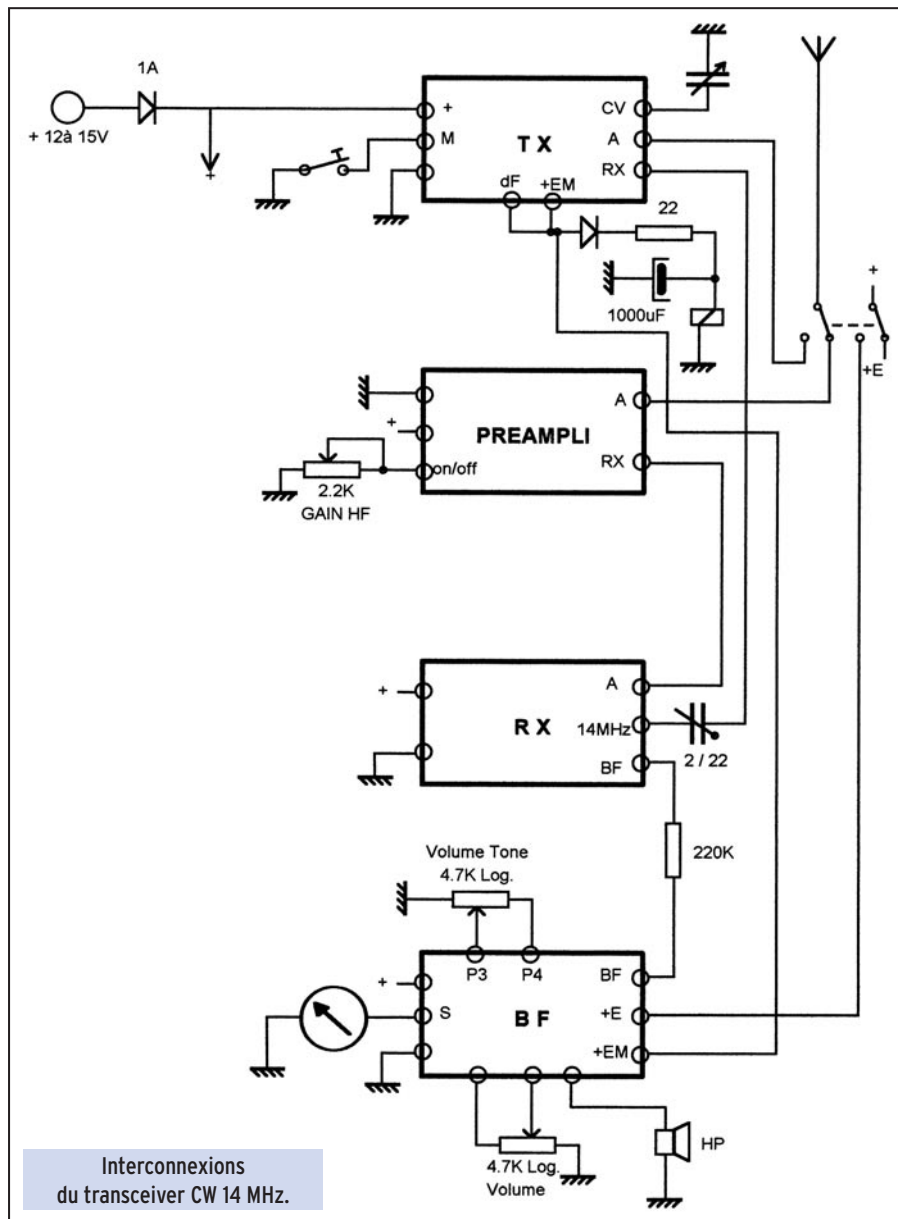 1A
+ 12à 15V
+
+
M
T X
CV
A
RX
dF
+EM
22
1000uF
+
+E
+
on/off
PREAMPLI
A
RX
2.2K
GAIN HF
+
R X
A
14MHz
BF
2 / 22
220K
Volume Tone
4.7K Log.
P3
P4
+
S
B F
BF
+E
+EM
4.7K Log.
Volume
HP
Interconnexions
du transceiver CW 14 MHz.